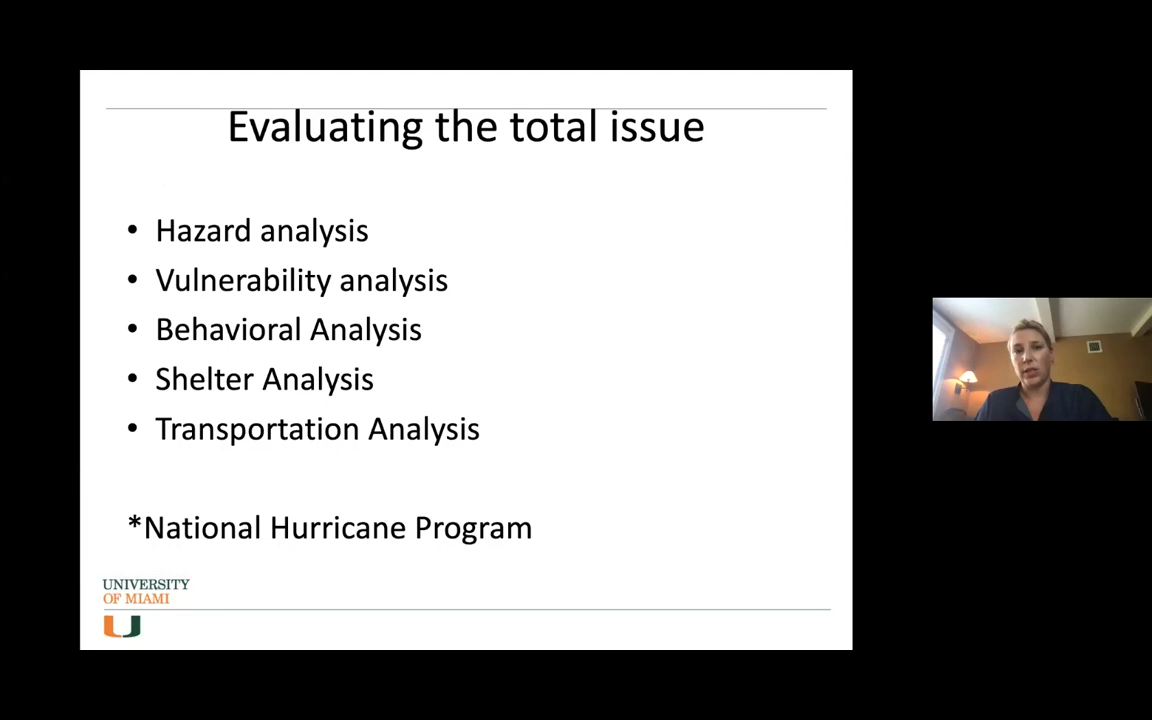 Evaluating the total issue
• Hazard analysis
• Vulnerability analysis
• Behavioral Analysis
• Shelter Analysis
• Transportation Analysis
*National Hurricane Program
UNIVERSITY
OF MIAMI